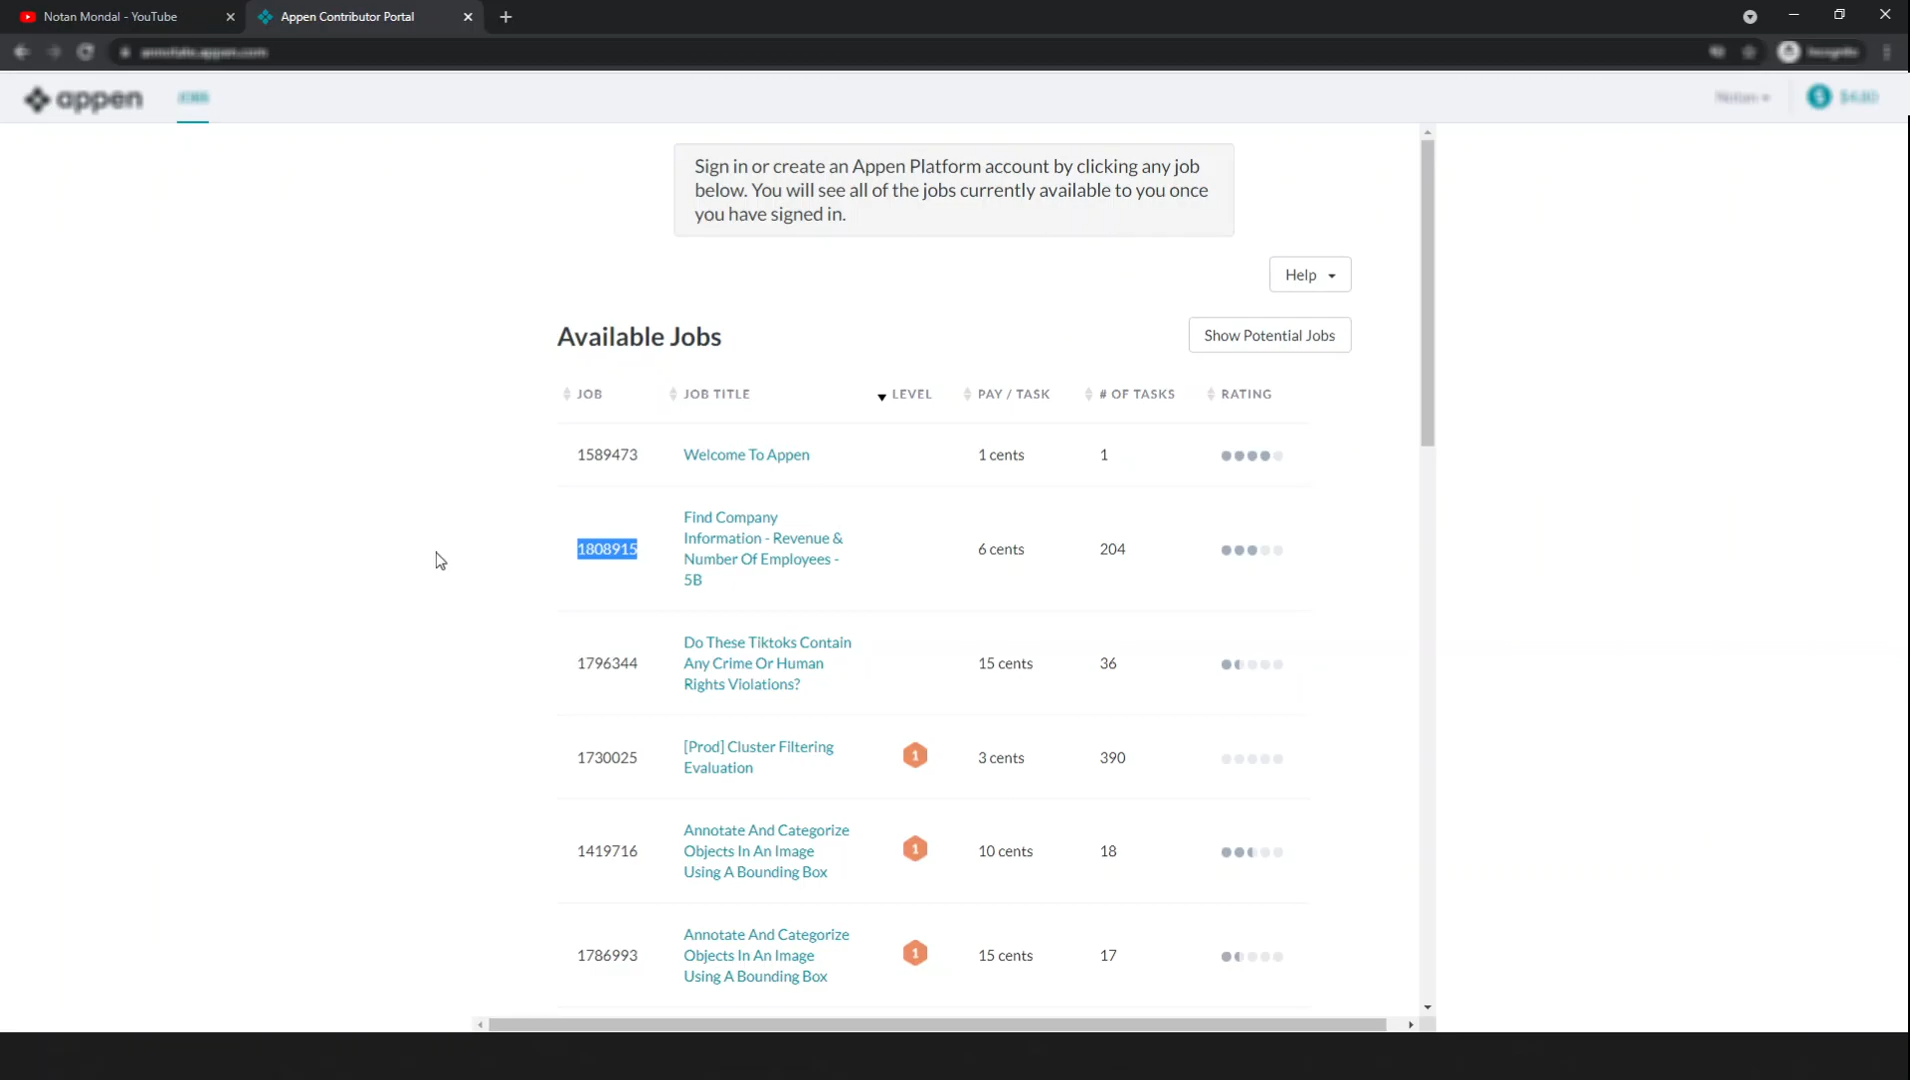 Notan Mondal - YouTube
Appen Contributor Portal
annotate.appen.com
Incognito
appen
JOBS
Notan
Sign in or create an Appen Platform account by clicking any job
below. You will see all of the jobs currently available to you once
you have signed in.
Help
Available Jobs
Show Potential Jobs
JOB JOB TITLE LEVEL PAY / TASK # OF TASKS RATING
1589473 Welcome To Appen 1 cents 1
Find Company
Information - Revenue &
1808915 6 cents 204
Number Of Employees -
5B
Do These Tiktoks Contain
1796344 Any Crime Or Human 15 cents 36
Rights Violations?
[Prod] Cluster Filtering
1730025 1 3 cents 390
Evaluation
Annotate And Categorize
1419716 Objects In An Image 1 10 cents 18
Using A Bounding Box
Annotate And Categorize
1786993 Objects In An Image 1 15 cents 17
Using A Bounding Box